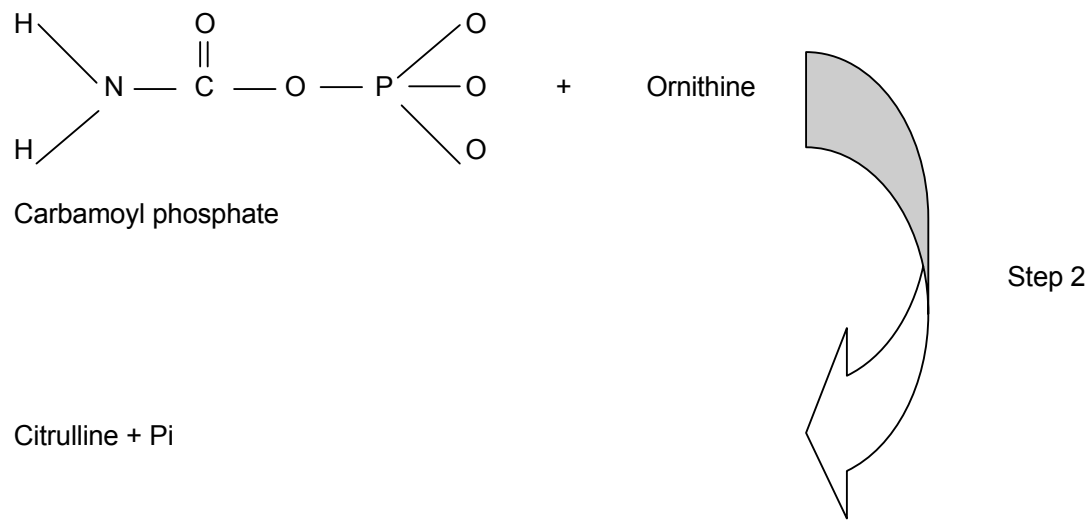 H O O
N C O P O + Ornithine
H O
Carbamoyl phosphate
Step 2
Citrulline + Pi